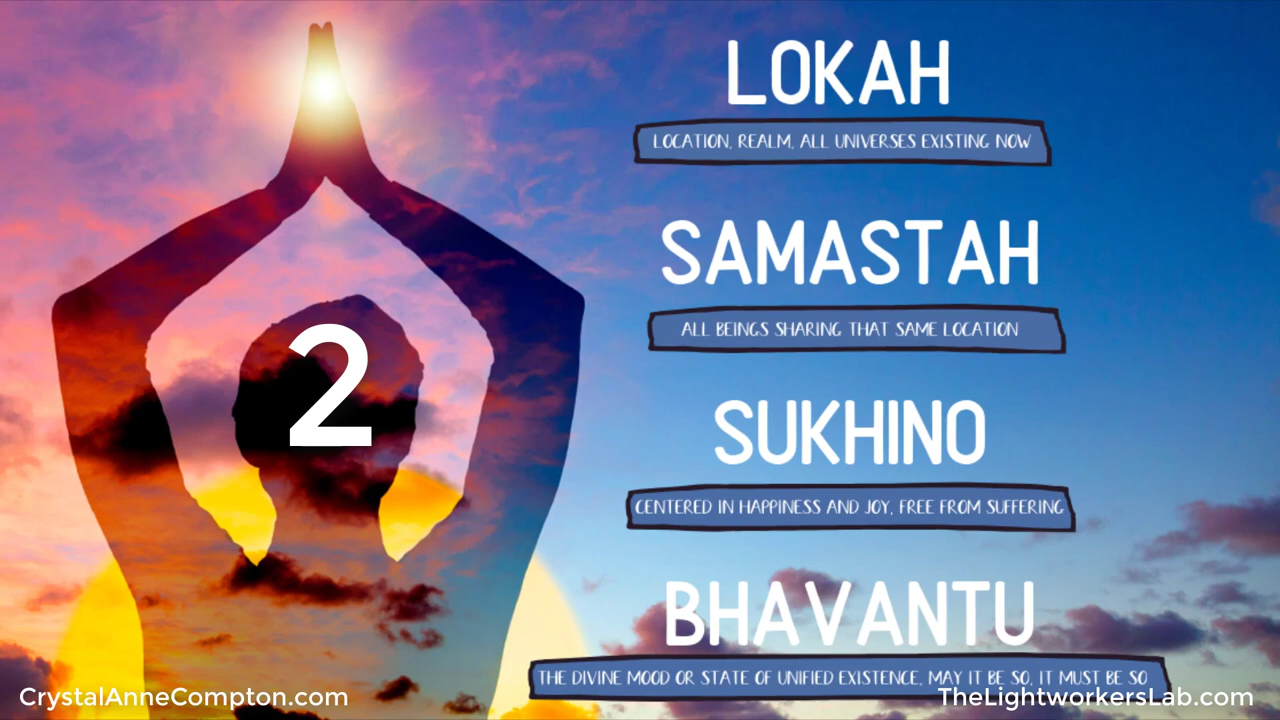 LOKAH
LOCATION, REALM, ALL UNIVERSES EXISTING NOW
SAMASTAH
ALL BEINGS SHARING THAT SAME LOCATION
2
SUKHINO
CENTERED IN HAPPINESS AND JOY, FREE FROM SUFFERING
BHAVANTU
THE DIVINE MOOD OR STATE OF UNIFIED EXISTENCE, MAY IT BE SO, IT MUST BE SO
CrystalAnneCompton.com
TheLightworkersLab.com